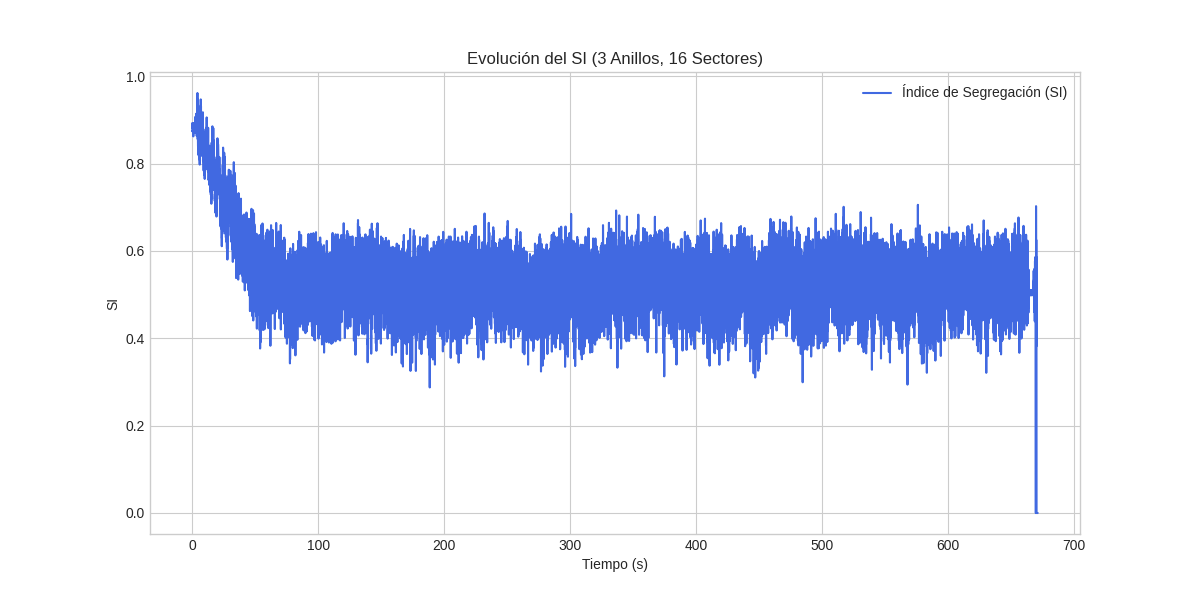 Evolución del SI (3 Anillos, 16 Sectores)
Índice de Segregación (SI)
1.0
0.8
0.6
0.4
0.2
0.0
SI
0 100 200 300 400 500 600 700
Tiempo (s)